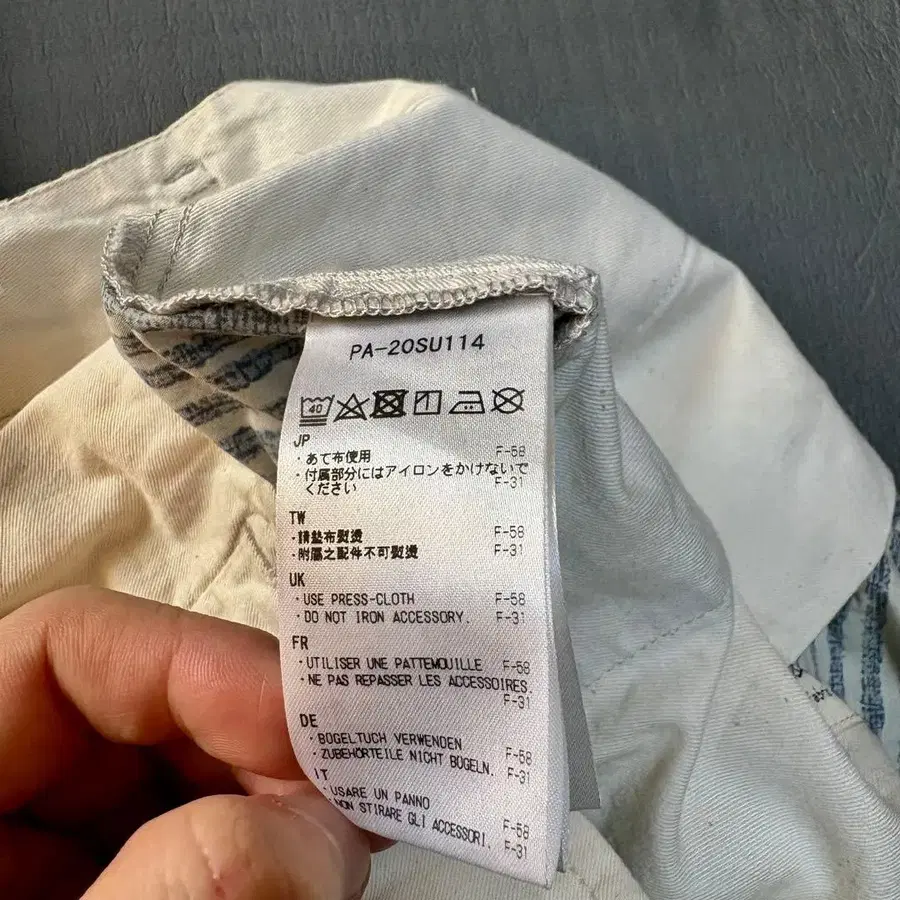 PA-20SU114
40
JP
・あて布使用 F-58
・付属部分にはアイロンをかけないで
ください F-31
TW
・請墊布熨燙 F-58
・附屬之配件不可熨燙 F-31
UK
・USE PRESS-CLOTH F-58
・DO NOT IRON ACCESSORY. F-31
FR
・UTILISER UNE PATTEMOUILLE F-58
・NE PAS REPASSER LES ACCESSOIRES.
F-31
DE
・BÜGELTUCH VERWENDEN F-58
・ZUBEHÖRTEILE NICHT BÜGELN. F-31
IT
・USARE UN PANNO F-58
NON STIRARE GLI ACCESSORI. F-31